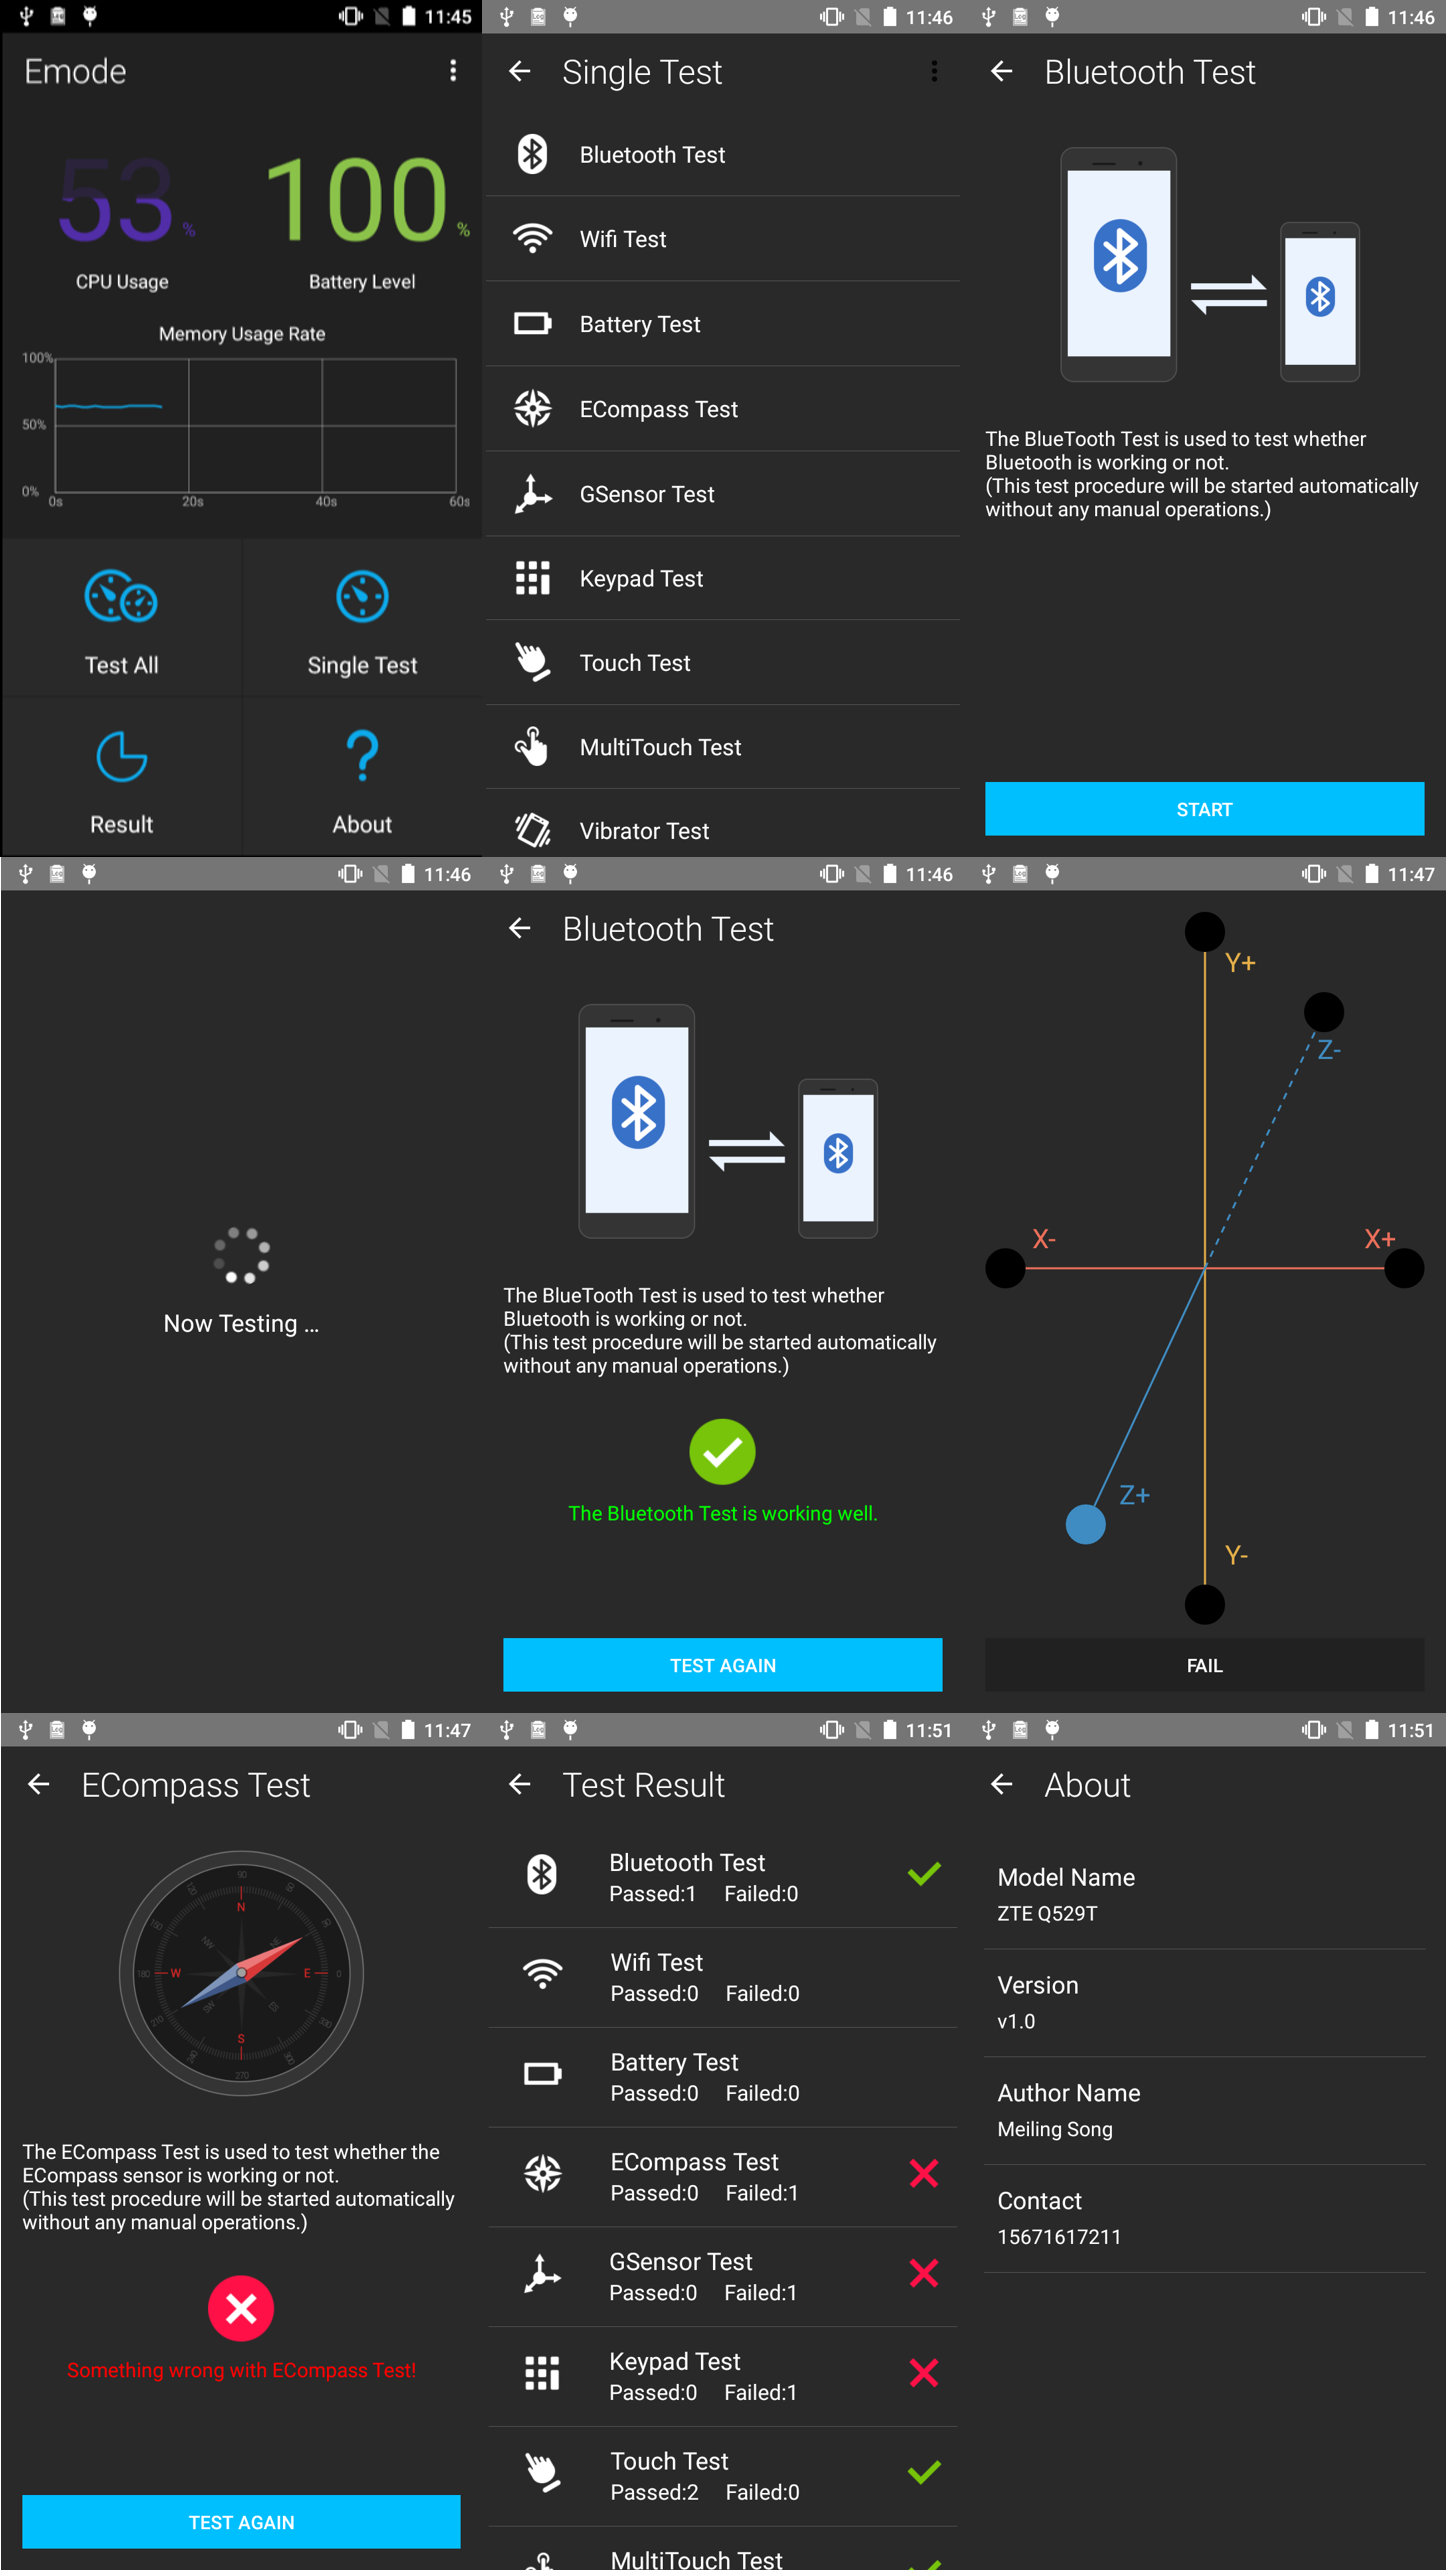 11:45
Emode
53 %
100 %
CPU Usage
Battery Level
Memory Usage Rate
100%
50%
0%
0s 20s 40s 60s
Test All
Single Test
Result
About
11:46
Single Test
Bluetooth Test
Wifi Test
Battery Test
ECompass Test
GSensor Test
Keypad Test
Touch Test
MultiTouch Test
Vibrator Test
11:46
Bluetooth Test
The BlueTooth Test is used to test whether
Bluetooth is working or not.
(This test procedure will be started automatically
without any manual operations.)
START
11:46
Now Testing ...
11:46
Bluetooth Test
The BlueTooth Test is used to test whether
Bluetooth is working or not.
(This test procedure will be started automatically
without any manual operations.)
The Bluetooth Test is working well.
TEST AGAIN
11:47
Y+
Z-
X-
X+
Z+
Y-
FAIL
11:47
ECompass Test
90
N
W
E
S
180
0
NW
NE
SW
ES
270
The ECompass Test is used to test whether the
ECompass sensor is working or not.
(This test procedure will be started automatically
without any manual operations.)
Something wrong with ECompass Test!
TEST AGAIN
11:51
Test Result
Bluetooth Test
Passed:1 Failed:0
Wifi Test
Passed:0 Failed:0
Battery Test
Passed:0 Failed:0
ECompass Test
Passed:0 Failed:1
GSensor Test
Passed:0 Failed:1
Keypad Test
Passed:0 Failed:1
Touch Test
Passed:2 Failed:0
MultiTouch Test
11:51
About
Model Name
ZTE Q529T
Version
v1.0
Author Name
Meiling Song
Contact
15671617211